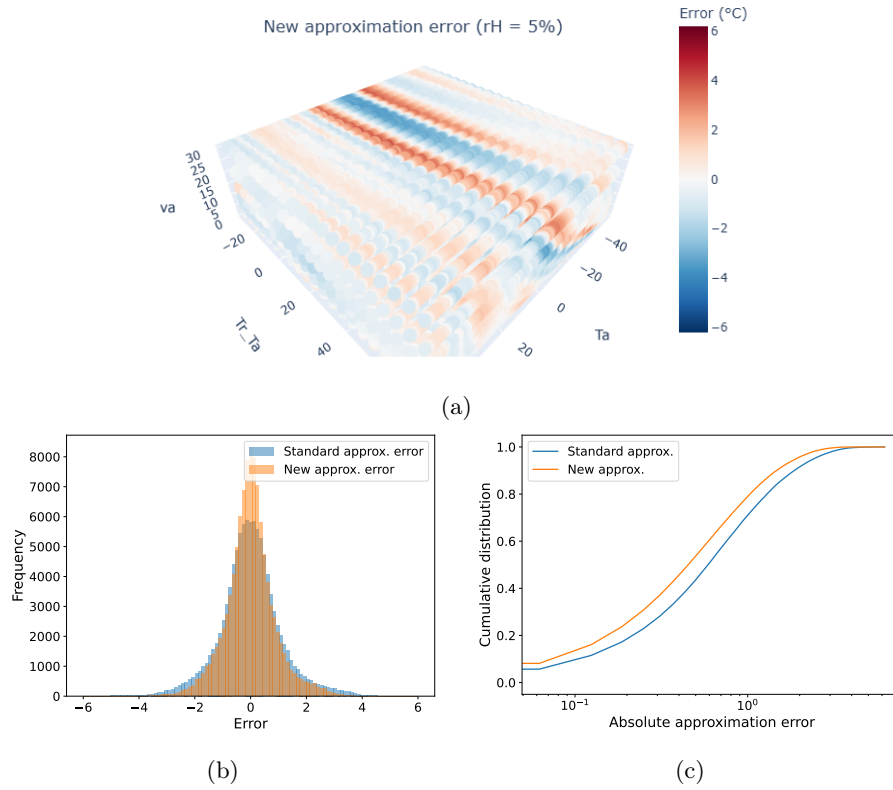 New approximation error (rH = 5%)
Error (°C)
6
4
2
0
−2
−4
−6
30
25
20
15
10
5
0
va
−20
0
20
40
Tr_Ta
−40
−20
0
20
Ta
(a)
Standard approx. error
New approx. error
8000
7000
6000
5000
4000
3000
2000
1000
0
Frequency
−6 −4 −2 0 2 4 6
Error
(b)
Standard approx.
New approx.
1.0
0.8
0.6
0.4
0.2
0.0
Cumulative distribution
10⁻¹ 10⁰
Absolute approximation error
(c)